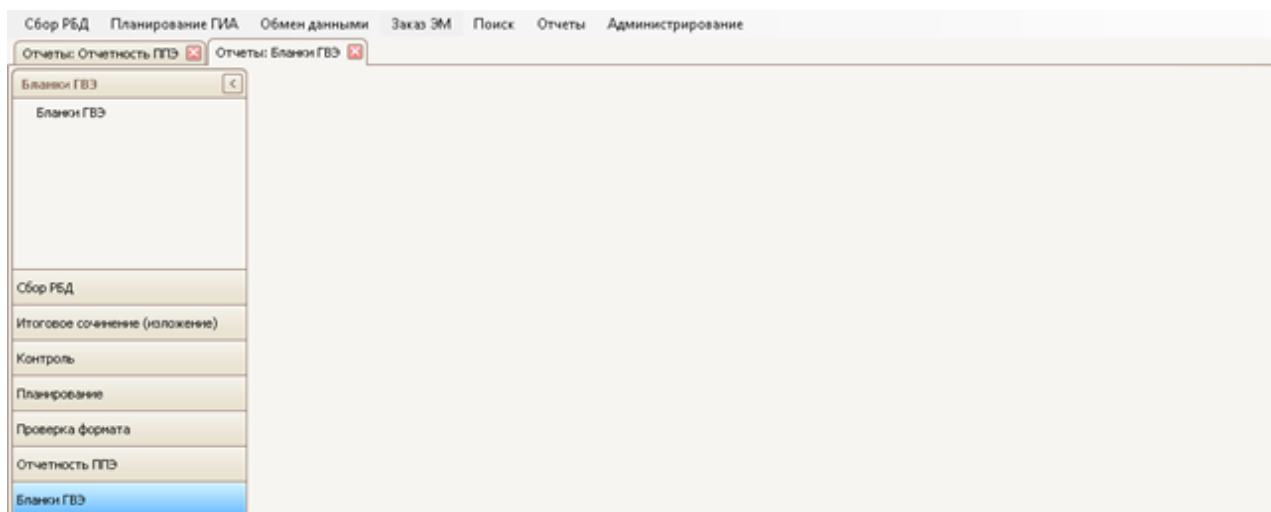 Сбор РБД Планирование ГИА Обмен данными Заказ ЭМ Поиск Отчеты Администрирование
Отчеты: Отчетность ППЭ Отчеты: Бланки ГВЭ
Бланки ГВЭ
Бланки ГВЭ
Сбор РБД
Итоговое сочинение (изложение)
Контроль
Планирование
Проверка формата
Отчетность ППЭ
Бланки ГВЭ